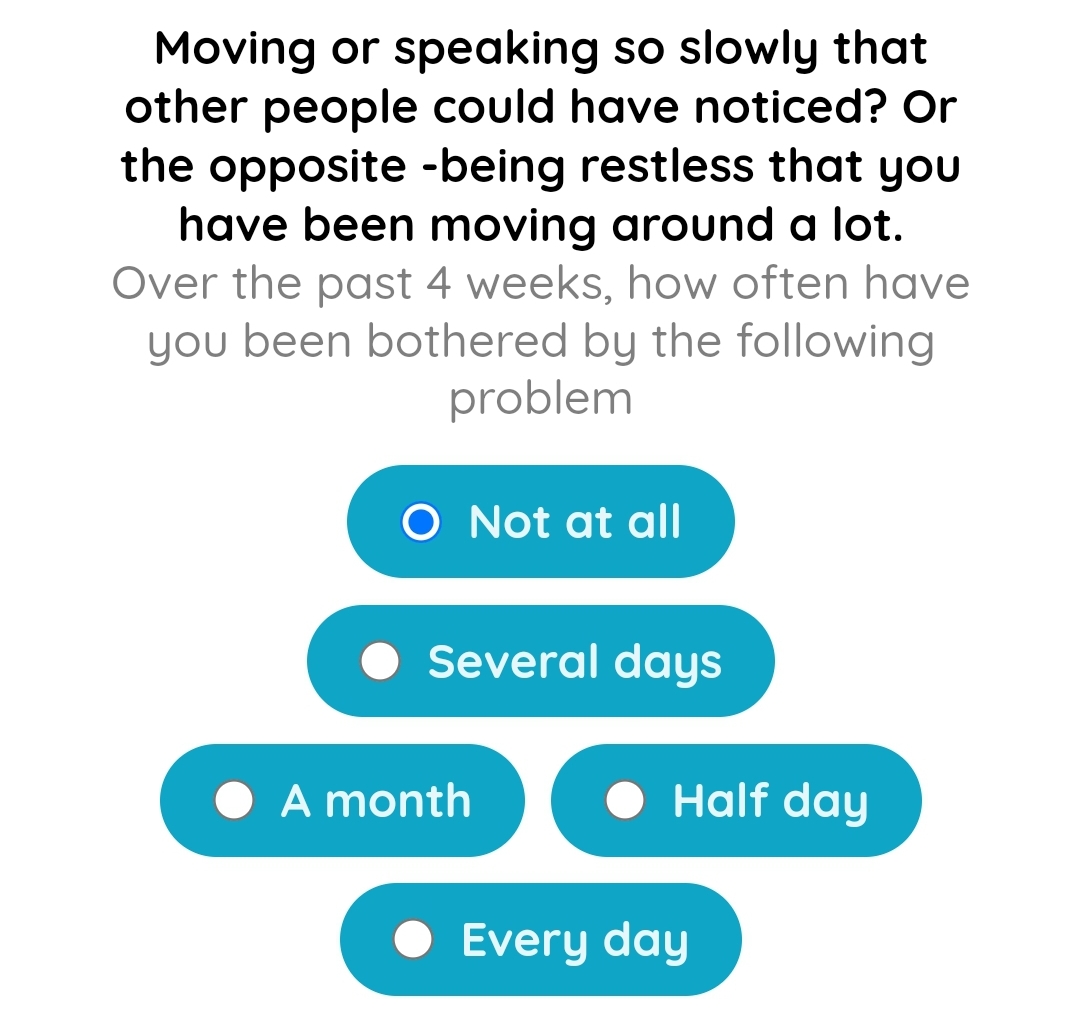 Moving or speaking so slowly that
other people could have noticed? Or
the opposite -being restless that you
have been moving around a lot.
Over the past 4 weeks, how often have
you been bothered by the following
problem
Not at all
Several days
A month
Half day
Every day